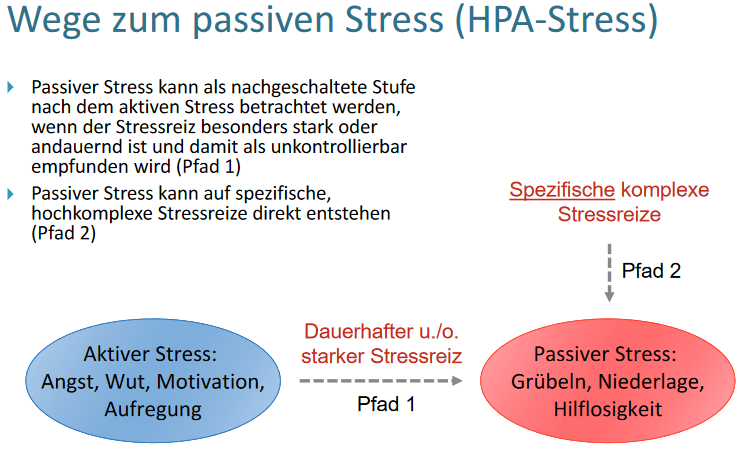 Wege zum passiven Stress (HPA-Stress)
Passiver Stress kann als nachgeschaltete Stufe
nach dem aktiven Stress betrachtet werden,
wenn der Stressreiz besonders stark oder
andauernd ist und damit als unkontrollierbar
empfunden wird (Pfad 1)
Passiver Stress kann auf spezifische,
hochkomplexe Stressreize direkt entstehen
(Pfad 2)
Spezifische komplexe
Stressreize
Pfad 2
Aktiver Stress:
Angst, Wut, Motivation,
Aufregung
Dauerhafter u./o.
starker Stressreiz
Pfad 1
Passiver Stress:
Grübeln, Niederlage,
Hilflosigkeit